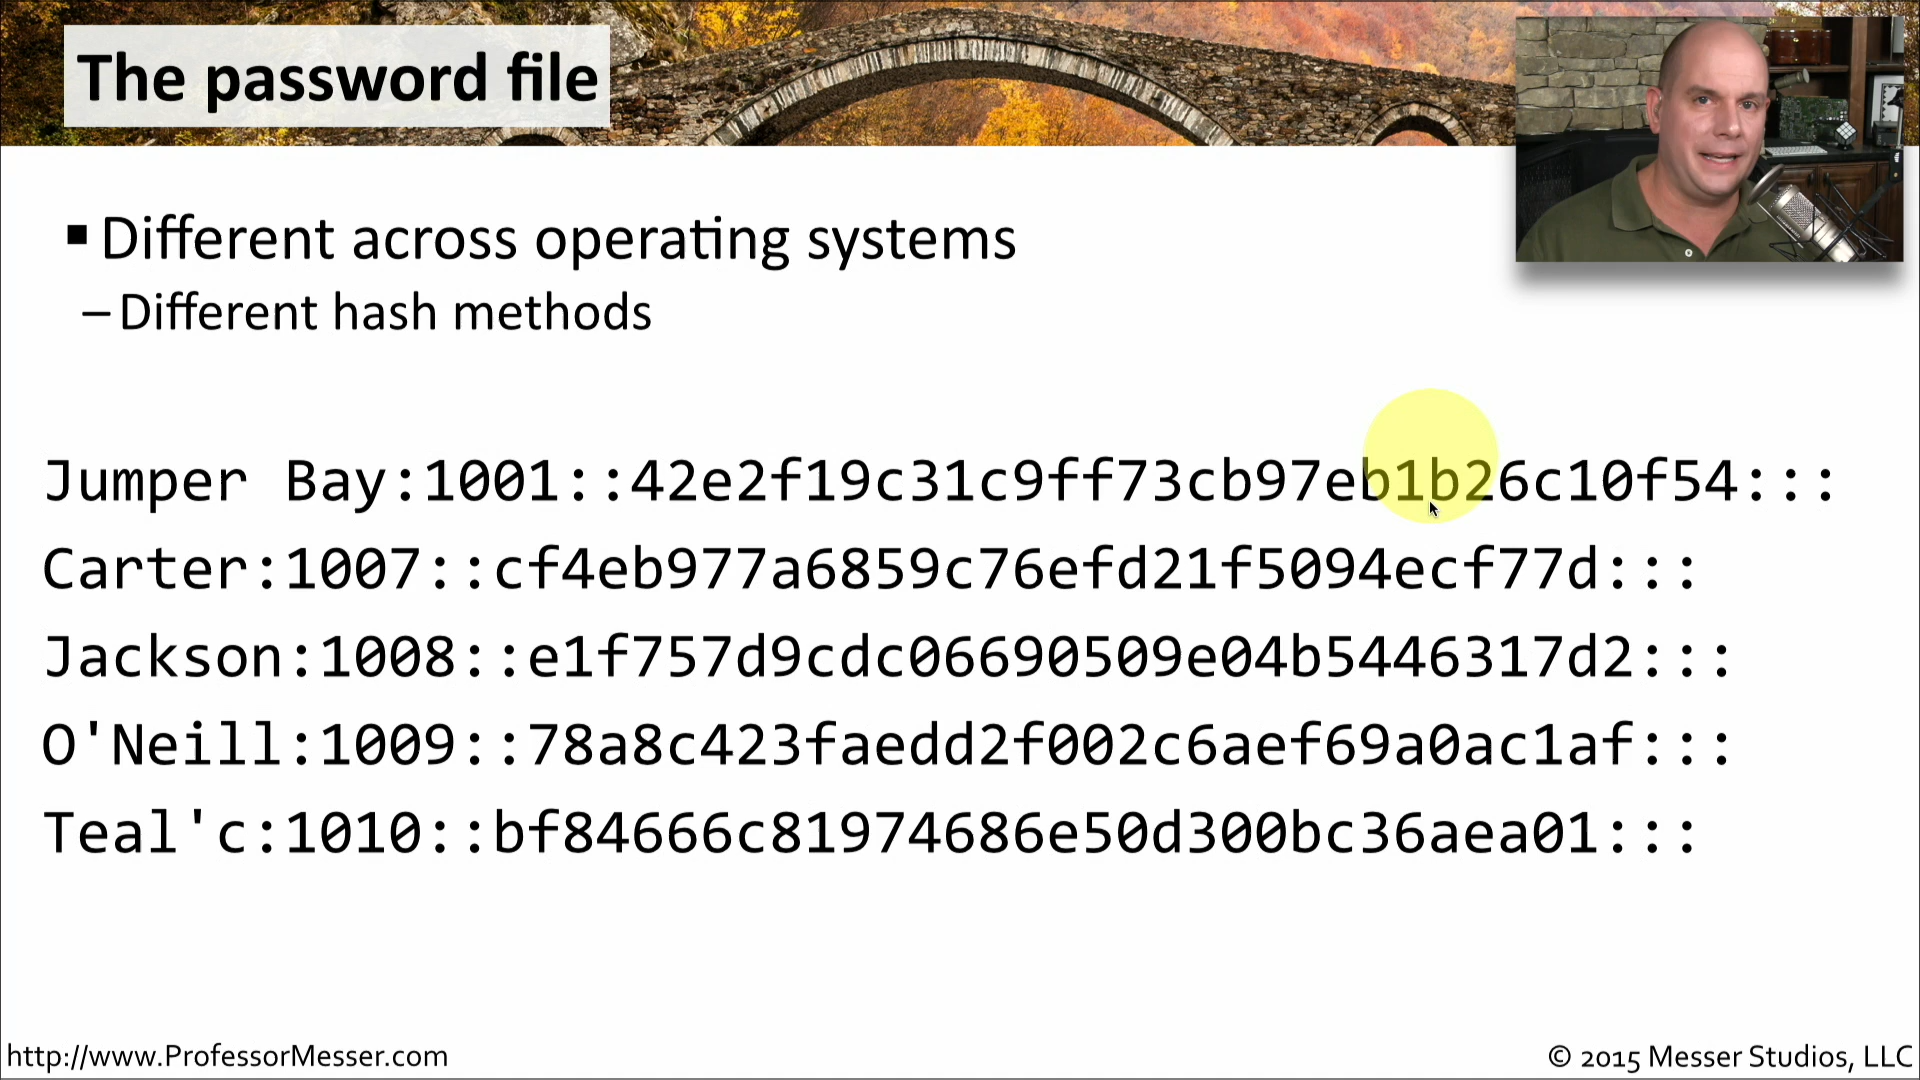 The password file
▪ Different across operating systems
– Different hash methods
Jumper Bay:1001::42e2f19c31c9ff73cb97eb1b26c10f54:::
Carter:1007::cf4eb977a6859c76efd21f5094ecf77d:::
Jackson:1008::e1f757d9cdc06690509e04b5446317d2:::
O'Neill:1009::78a8c423faedd2f002c6aef69a0ac1af:::
Teal'c:1010::bf84666c81974686e50d300bc36aea01:::
http://www.ProfessorMesser.com
© 2015 Messer Studios, LLC